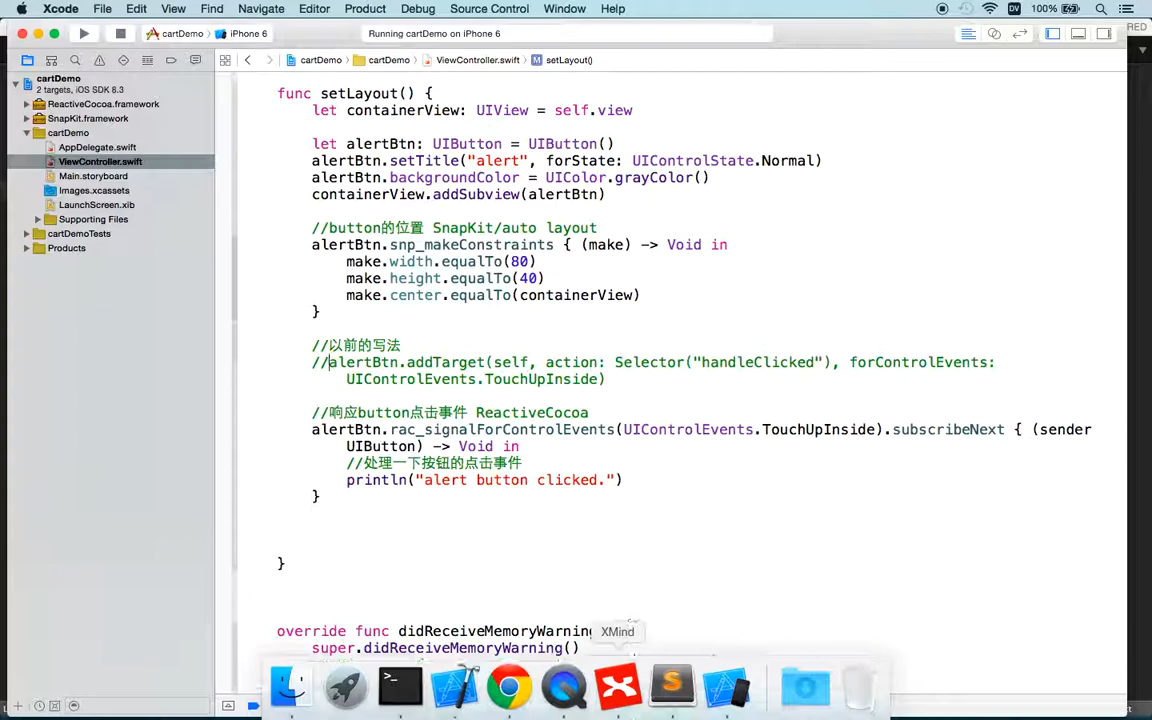 Xcode File Edit View Find Navigate Editor Product Debug Source Control Window Help DV 100%
cartDemo iPhone 6 Running cartDemo on iPhone 6 RED
cartDemo cartDemo ViewController.swift M setLayout()
cartDemo
2 targets, iOS SDK 8.3
ReactiveCocoa.framework
SnapKit.framework
cartDemo
AppDelegate.swift
ViewController.swift
Main.storyboard
Images.xcassets
LaunchScreen.xib
Supporting Files
cartDemoTests
Products
func setLayout() {
let containerView: UIView = self.view
let alertBtn: UIButton = UIButton()
alertBtn.setTitle("alert", forState: UIControlState.Normal)
alertBtn.backgroundColor = UIColor.grayColor()
containerView.addSubview(alertBtn)
//button的位置 SnapKit/auto layout
alertBtn.snp_makeConstraints { (make) -> Void in
make.width.equalTo(80)
make.height.equalTo(40)
make.center.equalTo(containerView)
}
//以前的写法
//alertBtn.addTarget(self, action: Selector("handleClicked"), forControlEvents:
UIControlEvents.TouchUpInside)
//响应button点击事件 ReactiveCocoa
alertBtn.rac_signalForControlEvents(UIControlEvents.TouchUpInside).subscribeNext { (sender
UIButton) -> Void in
//处理一下按钮的点击事件
println("alert button clicked.")
}
}
override func didReceiveMemoryWarning
super.didReceiveMemoryWarning()
XMind